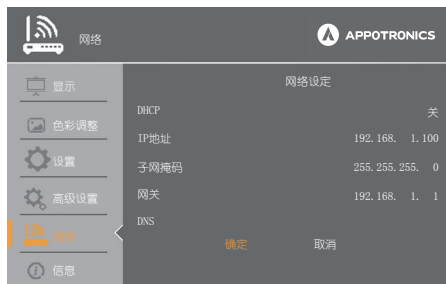 网络
APPOTRONICS
显示
色彩调整
设置
高级设置
网络
信息
网络设定
DHCP 关
IP地址 192.168. 1.100
子网掩码 255.255.255. 0
网关 192.168. 1. 1
DNS
确定 取消